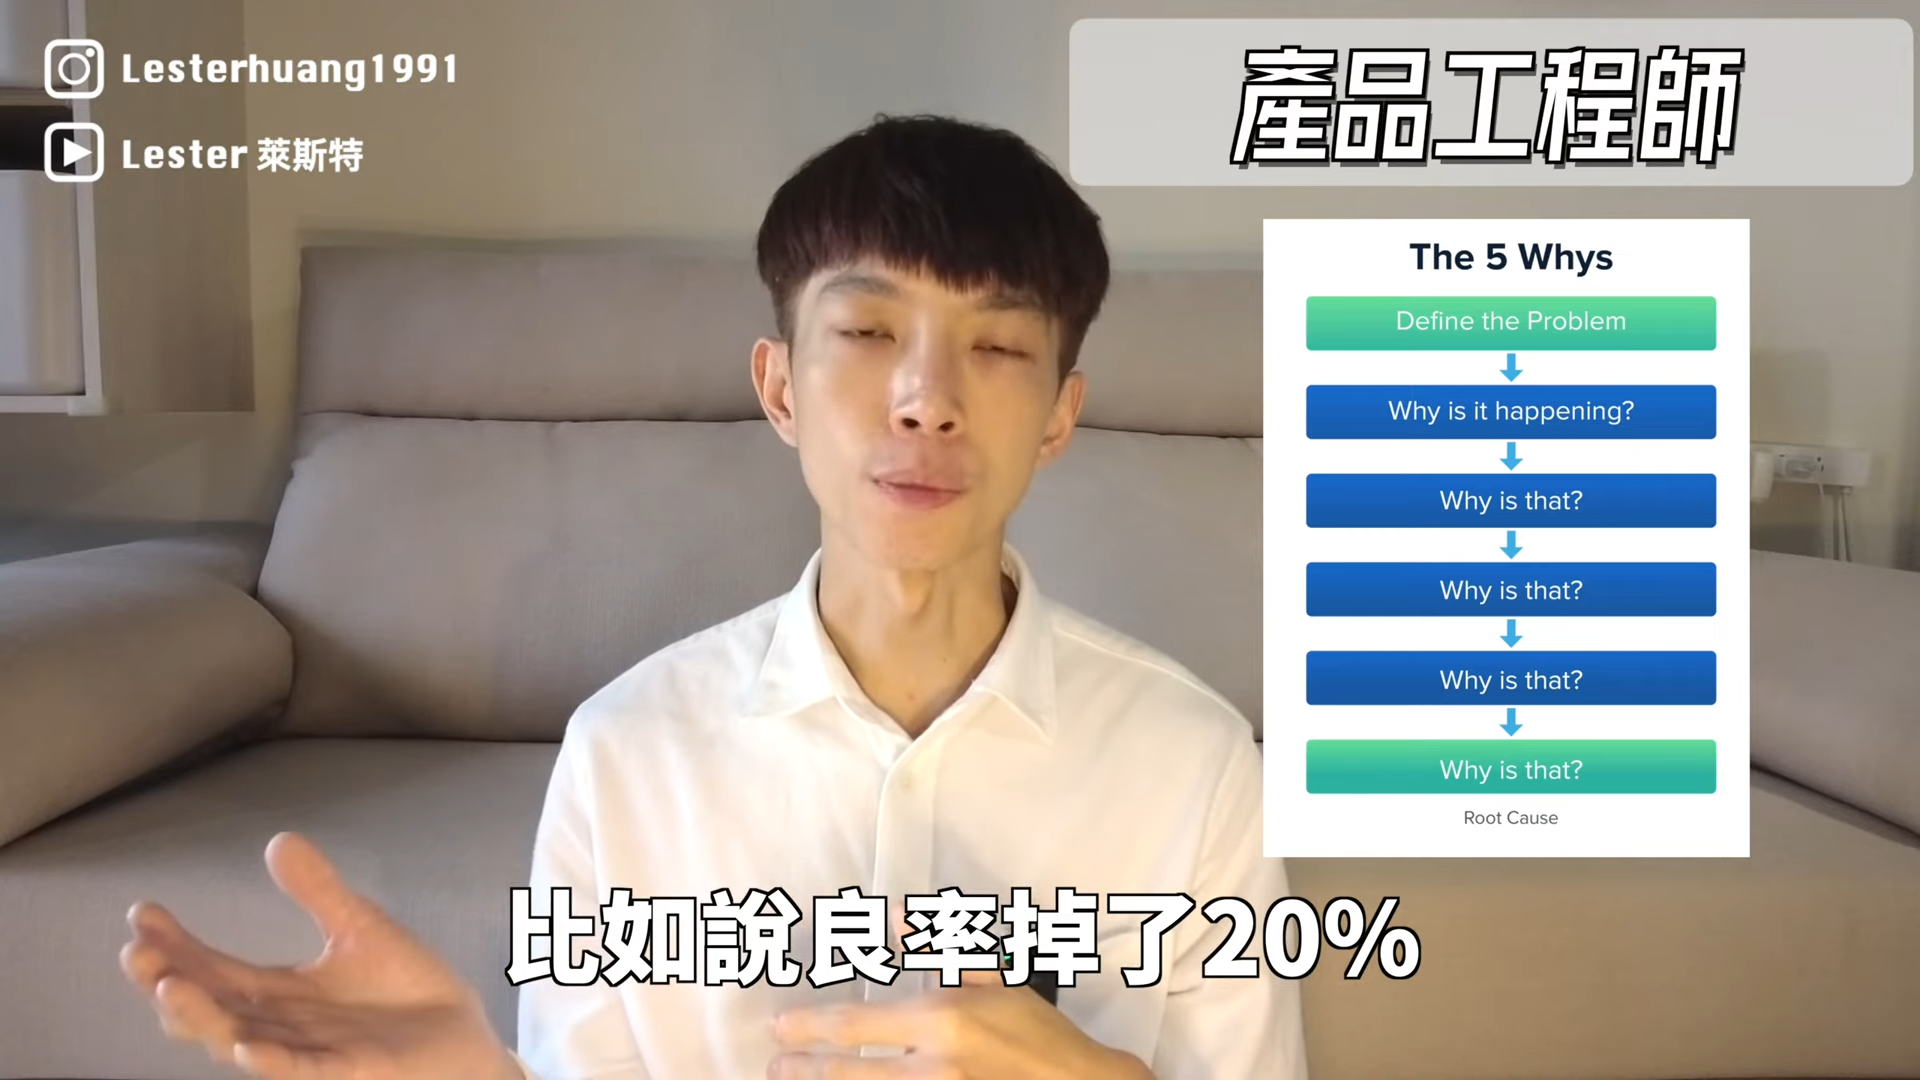 Lesterhuang1991
Lester 萊斯特
產品工程師
The 5 Whys
Define the Problem
Why is it happening?
Why is that?
Why is that?
Why is that?
Why is that?
Root Cause
比如說良率掉了20%